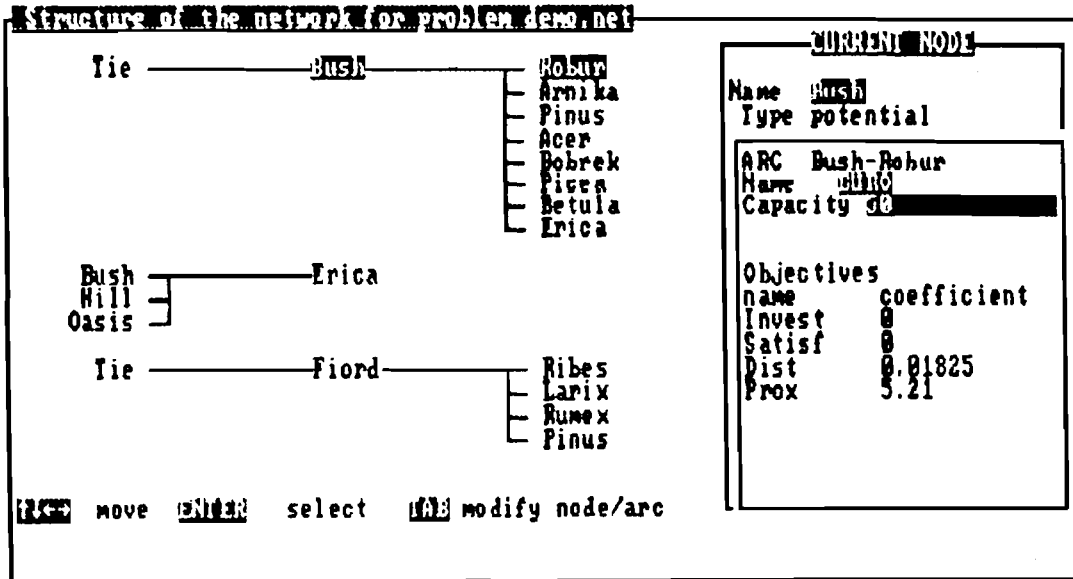 Structure of the network for problem demo.net
Tie Bush Robur
Arnika
Pinus
Acer
Bobrek
Picea
Betula
Erica
Bush Erica
Hill
Oasis
Tie Fiord Ribes
Larix
Rumex
Pinus
↑↓←→ move ENTER select TAB modify node/arc
CURRENT NODE
Name Bush
Type potential
ARC Bush-Robur
Name
Capacity
Objectives
name coefficient
Invest 0
Satisf 0
Dist 0.01825
Prox 5.21